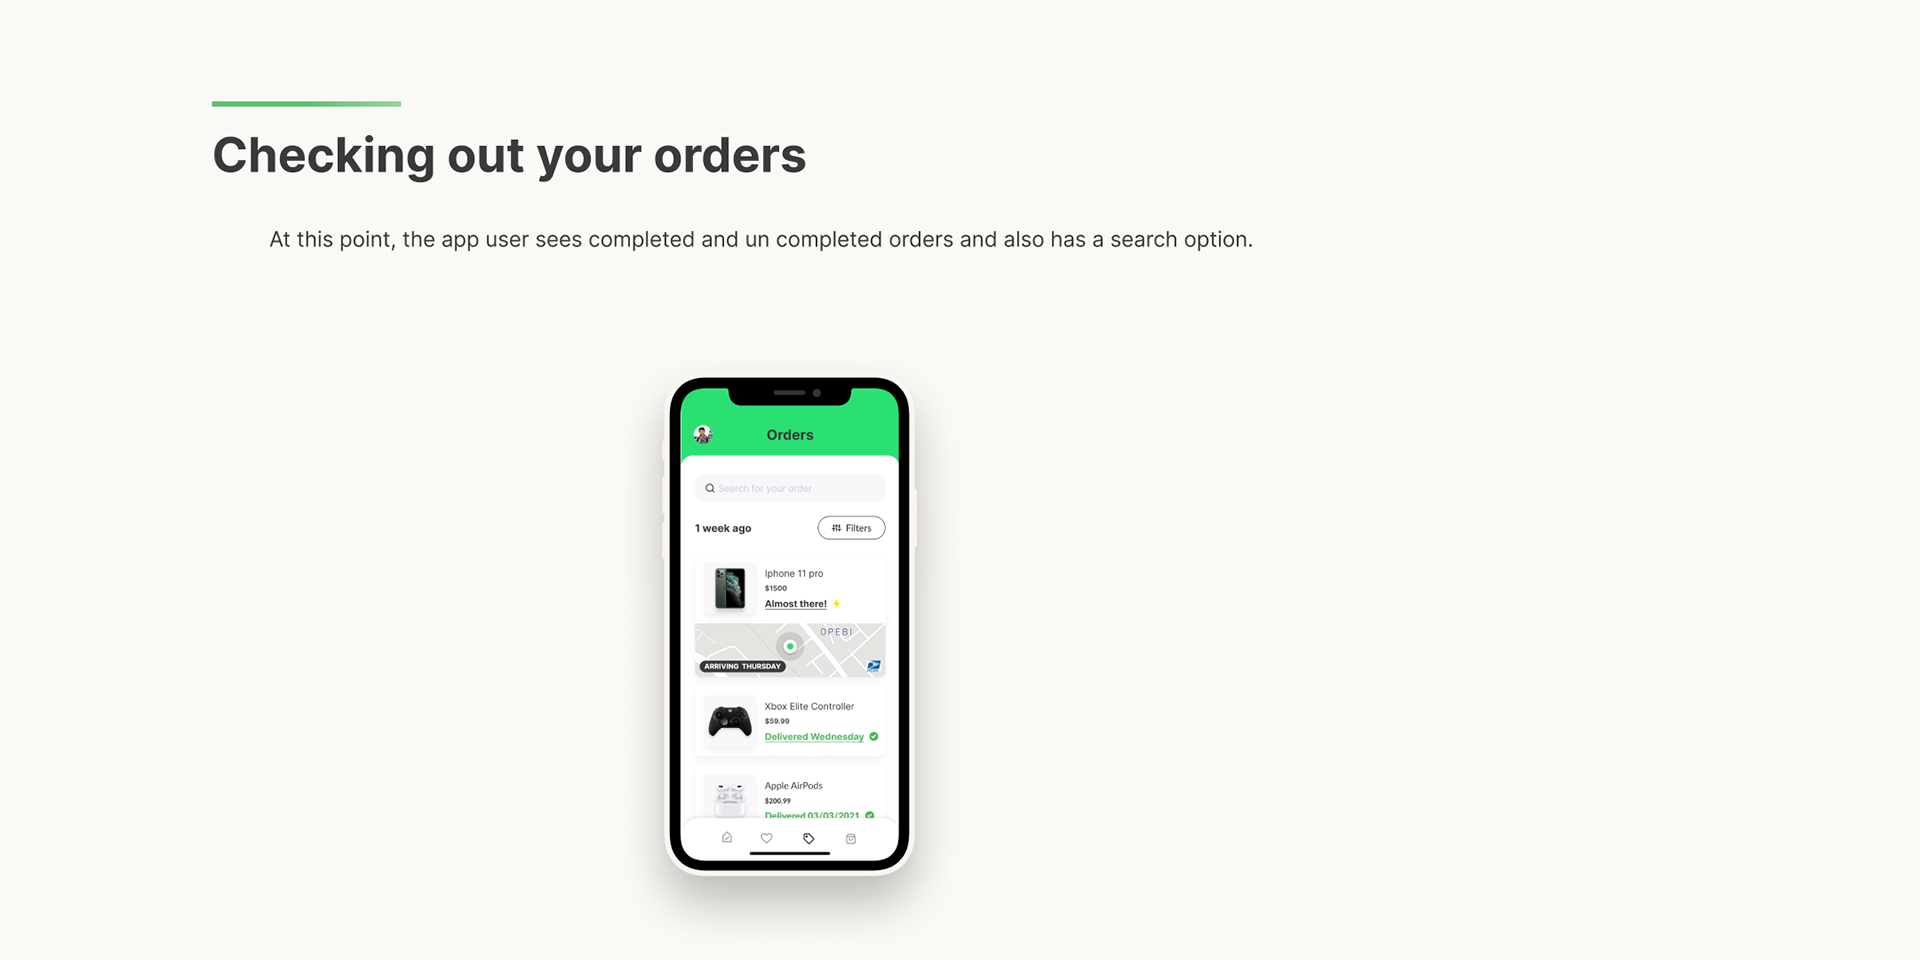 Checking out your orders
At this point, the app user sees completed and un completed orders and also has a search option.
Orders
Search for your order
1 week ago
Filters
Iphone 11 pro
$1500
Almost there!
OPEBI
ARRIVING THURSDAY
Xbox Elite Controller
$59.99
Delivered Wednesday
Apple AirPods
$200.99
Delivered 03/03/2021